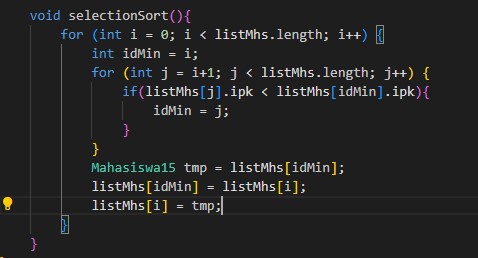 void selectionSort(){
for (int i = 0; i < listMhs.length; i++) {
int idMin = i;
for (int j = i+1; j < listMhs.length; j++) {
if(listMhs[j].ipk < listMhs[idMin].ipk){
idMin = j;
}
}
Mahasiswa15 tmp = listMhs[idMin];
listMhs[idMin] = listMhs[i];
listMhs[i] = tmp;
}
}